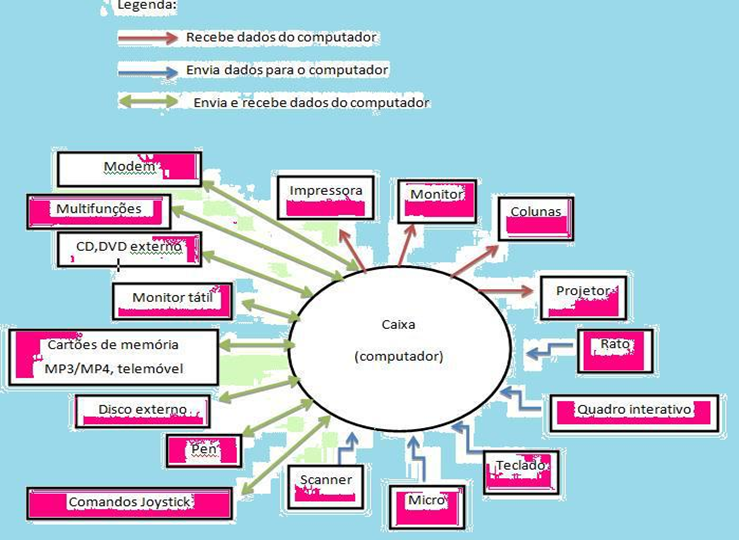 Legenda:
Recebe dados do computador
Envia dados para o computador
Envia e recebe dados do computador
Modem
Multifunções
CD,DVD externo
Monitor tátil
Cartões de memória
MP3/MP4, telemóvel
Disco externo
Pen
Comandos Joystick
Impressora
Monitor
Colunas
Projetor
Caixa
(computador)
Rato
Quadro interativo
Teclado
Micro
Scanner